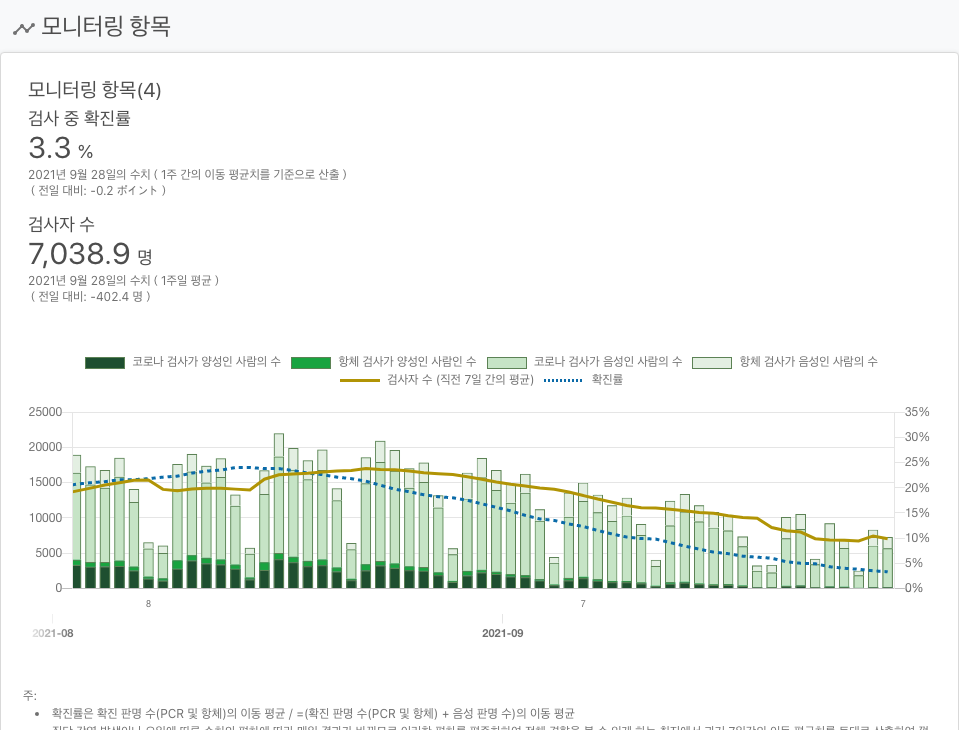 모니터링 항목
모니터링 항목(4)
검사 중 확진률
3.3 %
2021년 9월 28일의 수치 ( 1주 간의 이동 평균치를 기준으로 산출 )
( 전일 대비: -0.2 ポイント )
검사자 수
7,038.9 명
2021년 9월 28일의 수치 ( 1주일 평균 )
( 전일 대비: -402.4 명 )
코로나 검사가 양성인 사람의 수 항체 검사가 양성인 사람인 수 코로나 검사가 음성인 사람의 수 항체 검사가 음성인 사람의 수
검사자 수 (직전 7일 간의 평균) 확진률
25000 35%
30%
20000
25%
15000 20%
15%
10000
10%
5000
5%
0 0%
8 7
2021-08 2021-09
주:
• 확진률은 확진 판명 수(PCR 및 항체)의 이동 평균 / =(확진 판명 수(PCR 및 항체) + 음성 판명 수)의 이동 평균